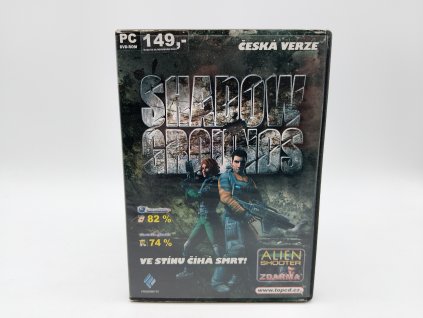 PC
DVD-ROM
149,-
ČESKÁ VERZE
SHADOW
GROUNDS
82 %
74 %
VE STÍNU ČÍHÁ SMRT!
ALIEN
SHOOTER
ZDARMA
www.topcd.cz